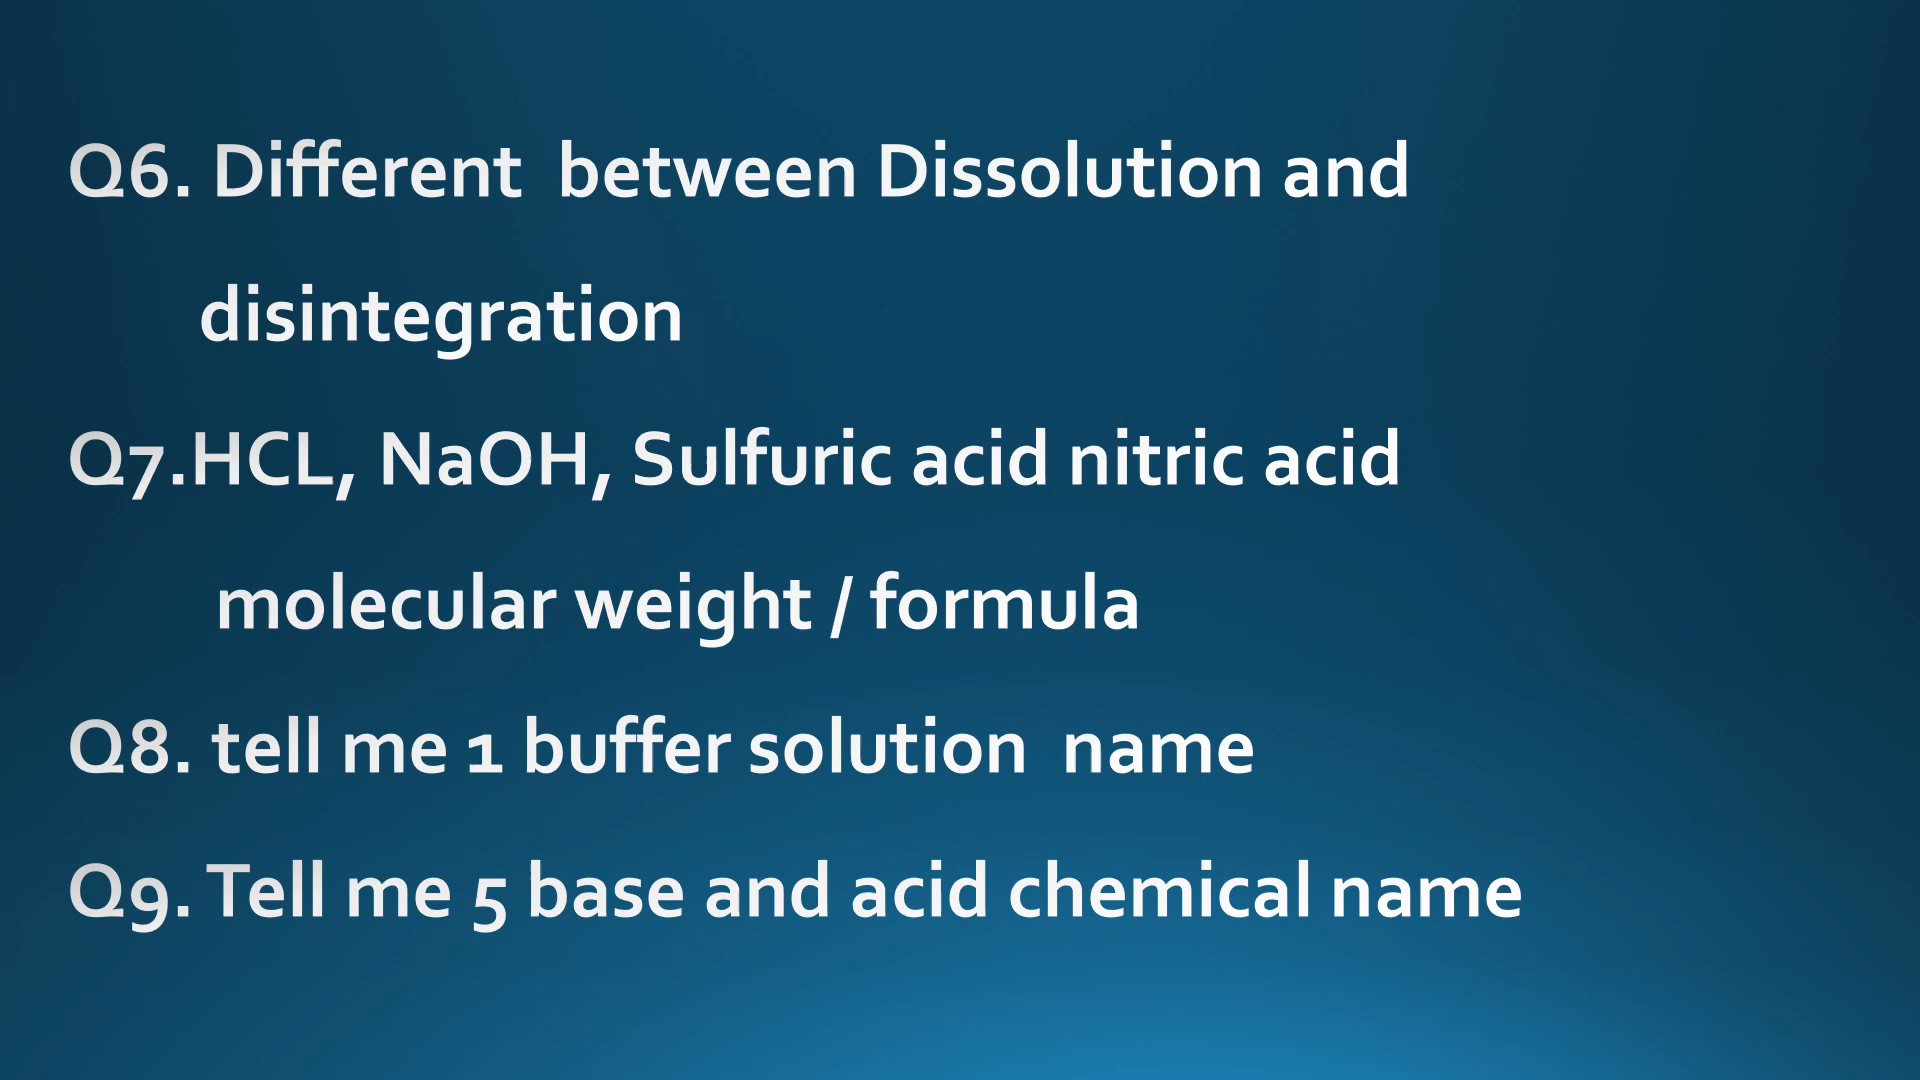 Q6. Different between Dissolution and
disintegration
Q7.HCL, NaOH, Sulfuric acid nitric acid
molecular weight / formula
Q8. tell me 1 buffer solution name
Q9. Tell me 5 base and acid chemical name